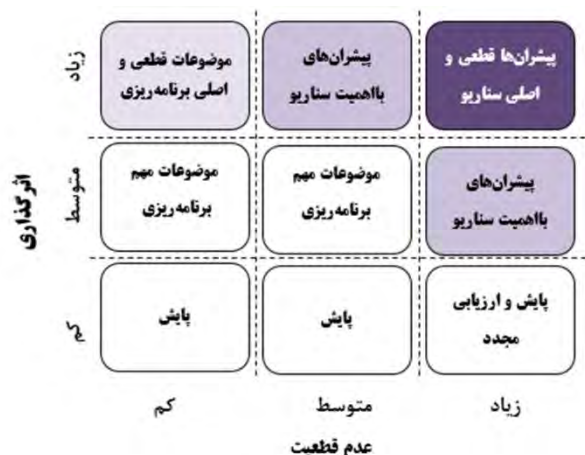 زیاد
موضوعات قطعی و
اصلی برنامه‌ریزی
پیشران‌های
بااهمیت سناریو
پیشران‌ها قطعی و
اصلی سناریو
اثرگذاری
متوسط
موضوعات مهم
برنامه‌ریزی
موضوعات مهم
برنامه‌ریزی
پیشران‌های
بااهمیت سناریو
کم
پایش
پایش
پایش و ارزیابی
مجدد
کم
متوسط
زیاد
عدم قطعیت